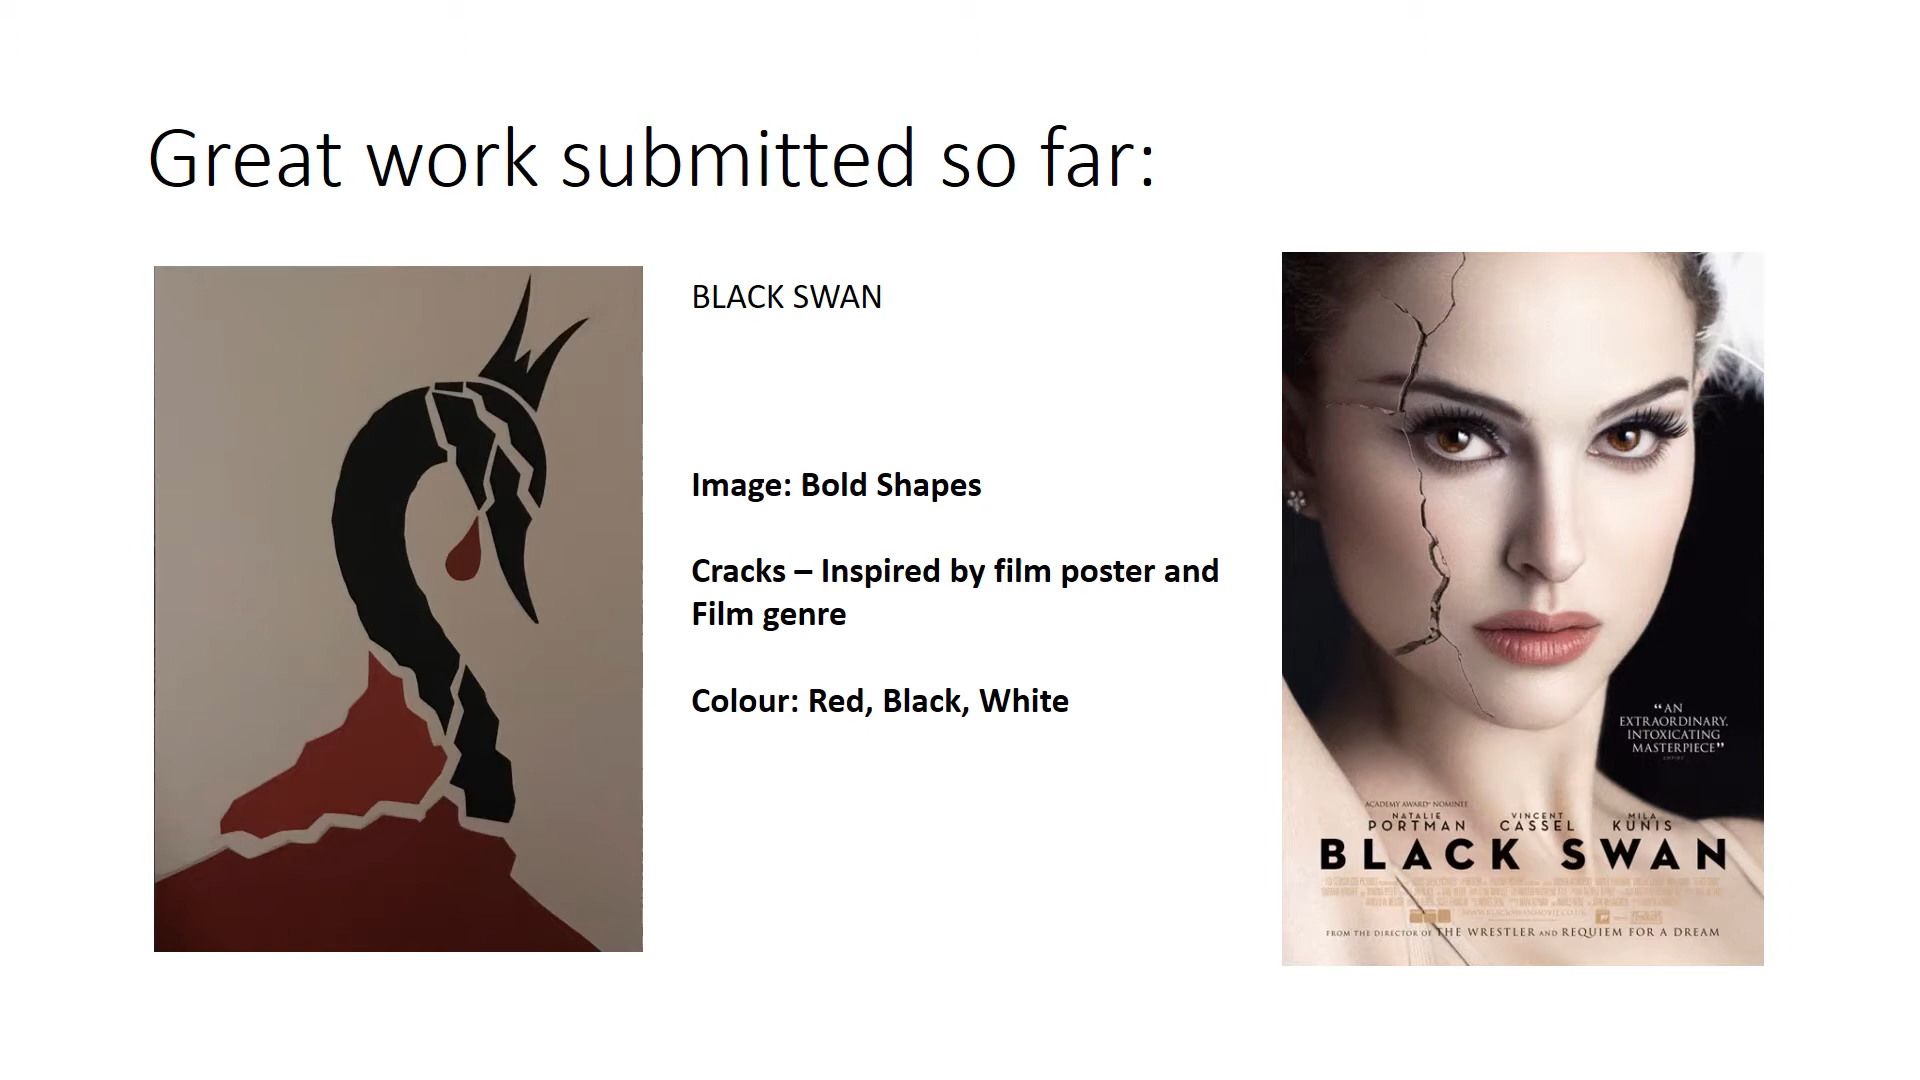 Great work submitted so far:
BLACK SWAN
Image: Bold Shapes
Cracks – Inspired by film poster and
Film genre
Colour: Red, Black, White
“AN
EXTRAORDINARY,
INTOXICATING
MASTERPIECE”
EMPIRE
ACADEMY AWARD® NOMINEE
NATALIE PORTMAN VINCENT CASSEL MILA KUNIS
BLACK SWAN
FROM THE DIRECTOR OF THE WRESTLER AND REQUIEM FOR A DREAM